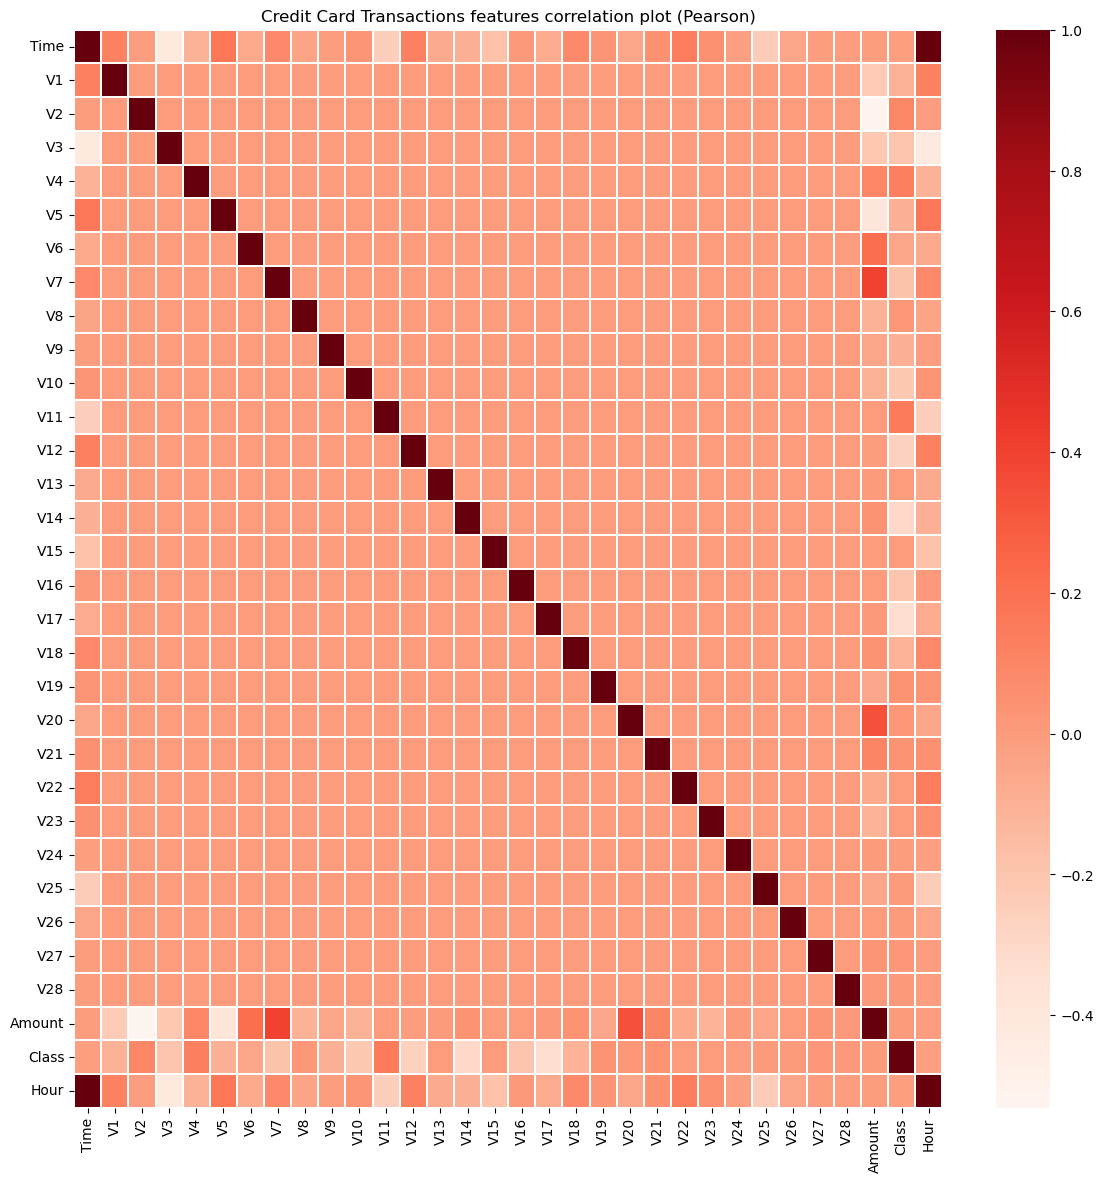 Credit Card Transactions features correlation plot (Pearson)
Time
V1
V2
V3
V4
V5
V6
V7
V8
V9
V10
V11
V12
V13
V14
V15
V16
V17
V18
V19
V20
V21
V22
V23
V24
V25
V26
V27
V28
Amount
Class
Hour
Time V1 V2 V3 V4 V5 V6 V7 V8 V9 V10 V11 V12 V13 V14 V15 V16 V17 V18 V19 V20 V21 V22 V23 V24 V25 V26 V27 V28 Amount Class Hour
1.0
0.8
0.6
0.4
0.2
0.0
−0.2
−0.4